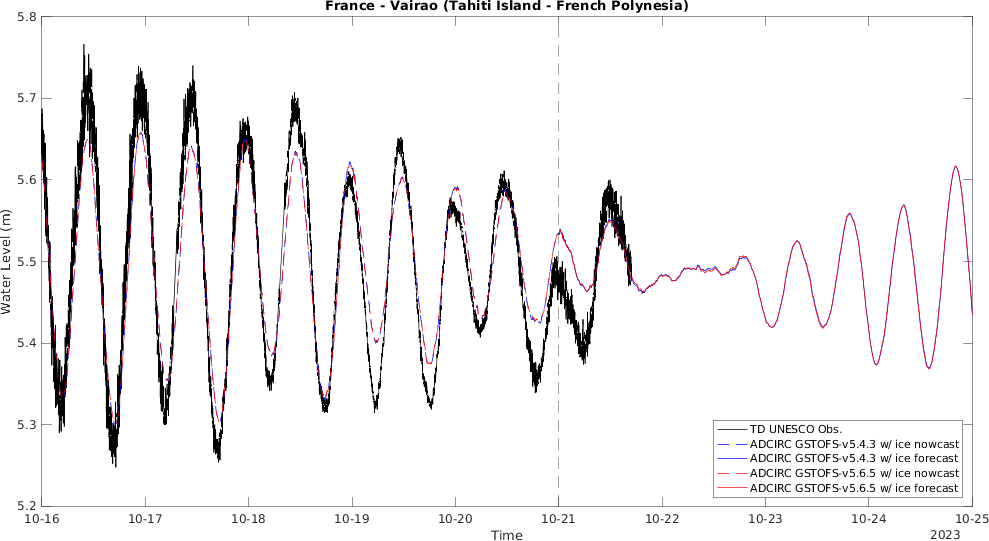 France - Vairao (Tahiti Island - French Polynesia)
Water Level (m)
5.8
5.7
5.6
5.5
5.4
5.3
5.2
10-16
10-17
10-18
10-19
10-20
10-21
10-22
10-23
10-24
10-25
Time
2023
TD UNESCO Obs.
ADCIRC GSTOFS-v5.4.3 w/ ice nowcast
ADCIRC GSTOFS-v5.4.3 w/ ice forecast
ADCIRC GSTOFS-v5.6.5 w/ ice nowcast
ADCIRC GSTOFS-v5.6.5 w/ ice forecast